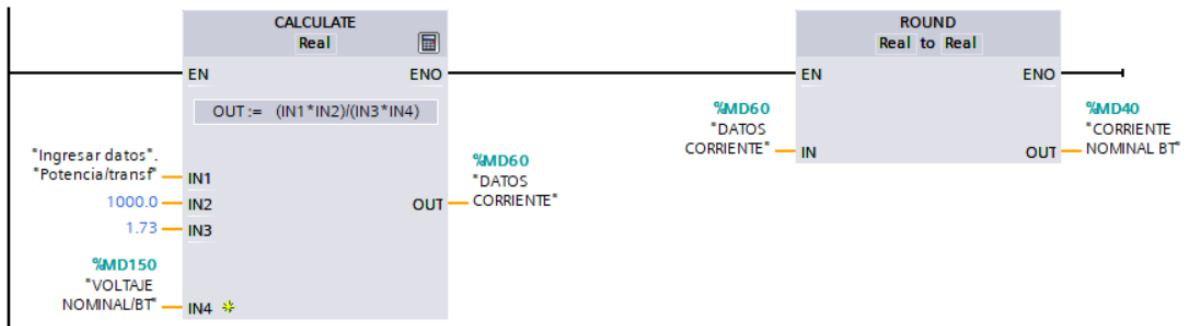 CALCULATE
Real
EN
ENO
OUT := (IN1*IN2)/(IN3*IN4)
"Ingresar datos".
"Potencia/transf"
IN1
1000.0
IN2
1.73
IN3
%MD150
"VOLTAJE
NOMINAL/BT"
IN4
%MD60
"DATOS
CORRIENTE"
OUT
ROUND
Real to Real
EN
ENO
%MD60
"DATOS
CORRIENTE"
IN
%MD40
"CORRIENTE
NOMINAL BT"
OUT